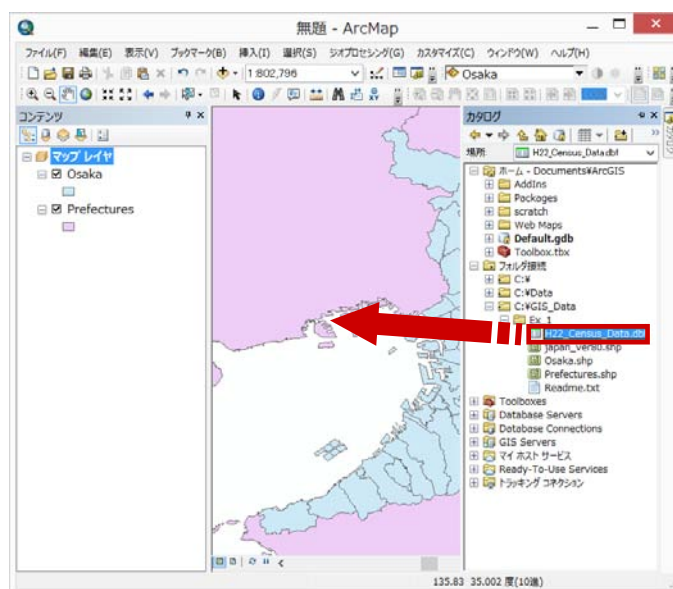 無題 - ArcMap
ファイル(F) 編集(E) 表示(V) ブックマーク(B) 挿入(I) 選択(S) ジオプロセシング(G) カスタマイズ(C) ウィンドウ(W) ヘルプ(H)
1:802,796
Osaka
コンテンツ
マップ レイヤ
Osaka
Prefectures
カタログ
場所:
H22_Census_Data.dbf
ホーム - Documents¥ArcGIS
AddIns
Packages
scratch
Web Maps
Default.gdb
Toolbox.tbx
フォルダ接続
C:¥
C:¥Data
C:¥GIS_Data
Ex_1
H22_Census_Data.dbf
japan_ver80.shp
Osaka.shp
Prefectures.shp
Readme.txt
Toolboxes
Database Servers
Database Connections
GIS Servers
マイ ホスト サービス
Ready-To-Use Services
トラッキング コネクション
135.83 35.002 度(10進)